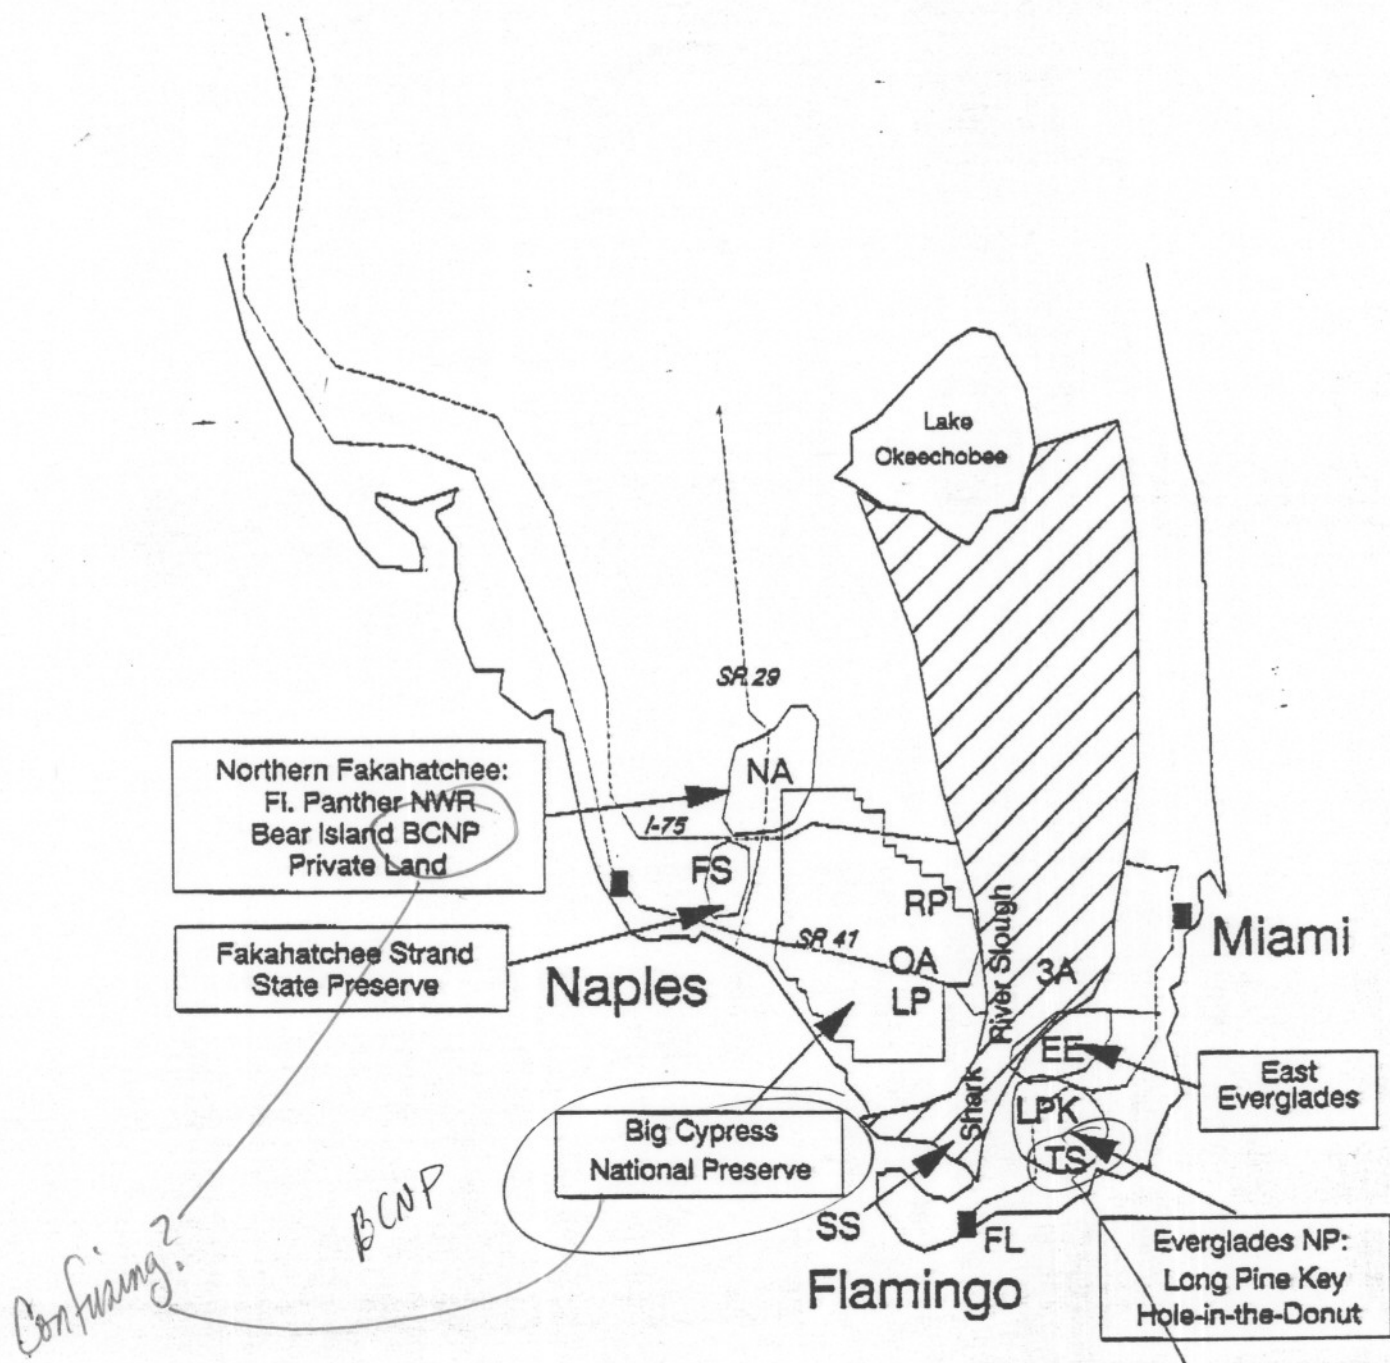 Lake
Okeechobee
SR 29
Northern Fakahatchee:
Fl. Panther NWR
Bear Island BCNP
Private Land
NA
I-75
FS
RP
Miami
Fakahatchee Strand
State Preserve
SR 41
OA
Naples
LP
3A
Shark River Slough
EE
East
Everglades
LPK
Big Cypress
National Preserve
TS
BCNP
SS
FL
Flamingo
Everglades NP:
Long Pine Key
Hole-in-the-Donut
Confusing?